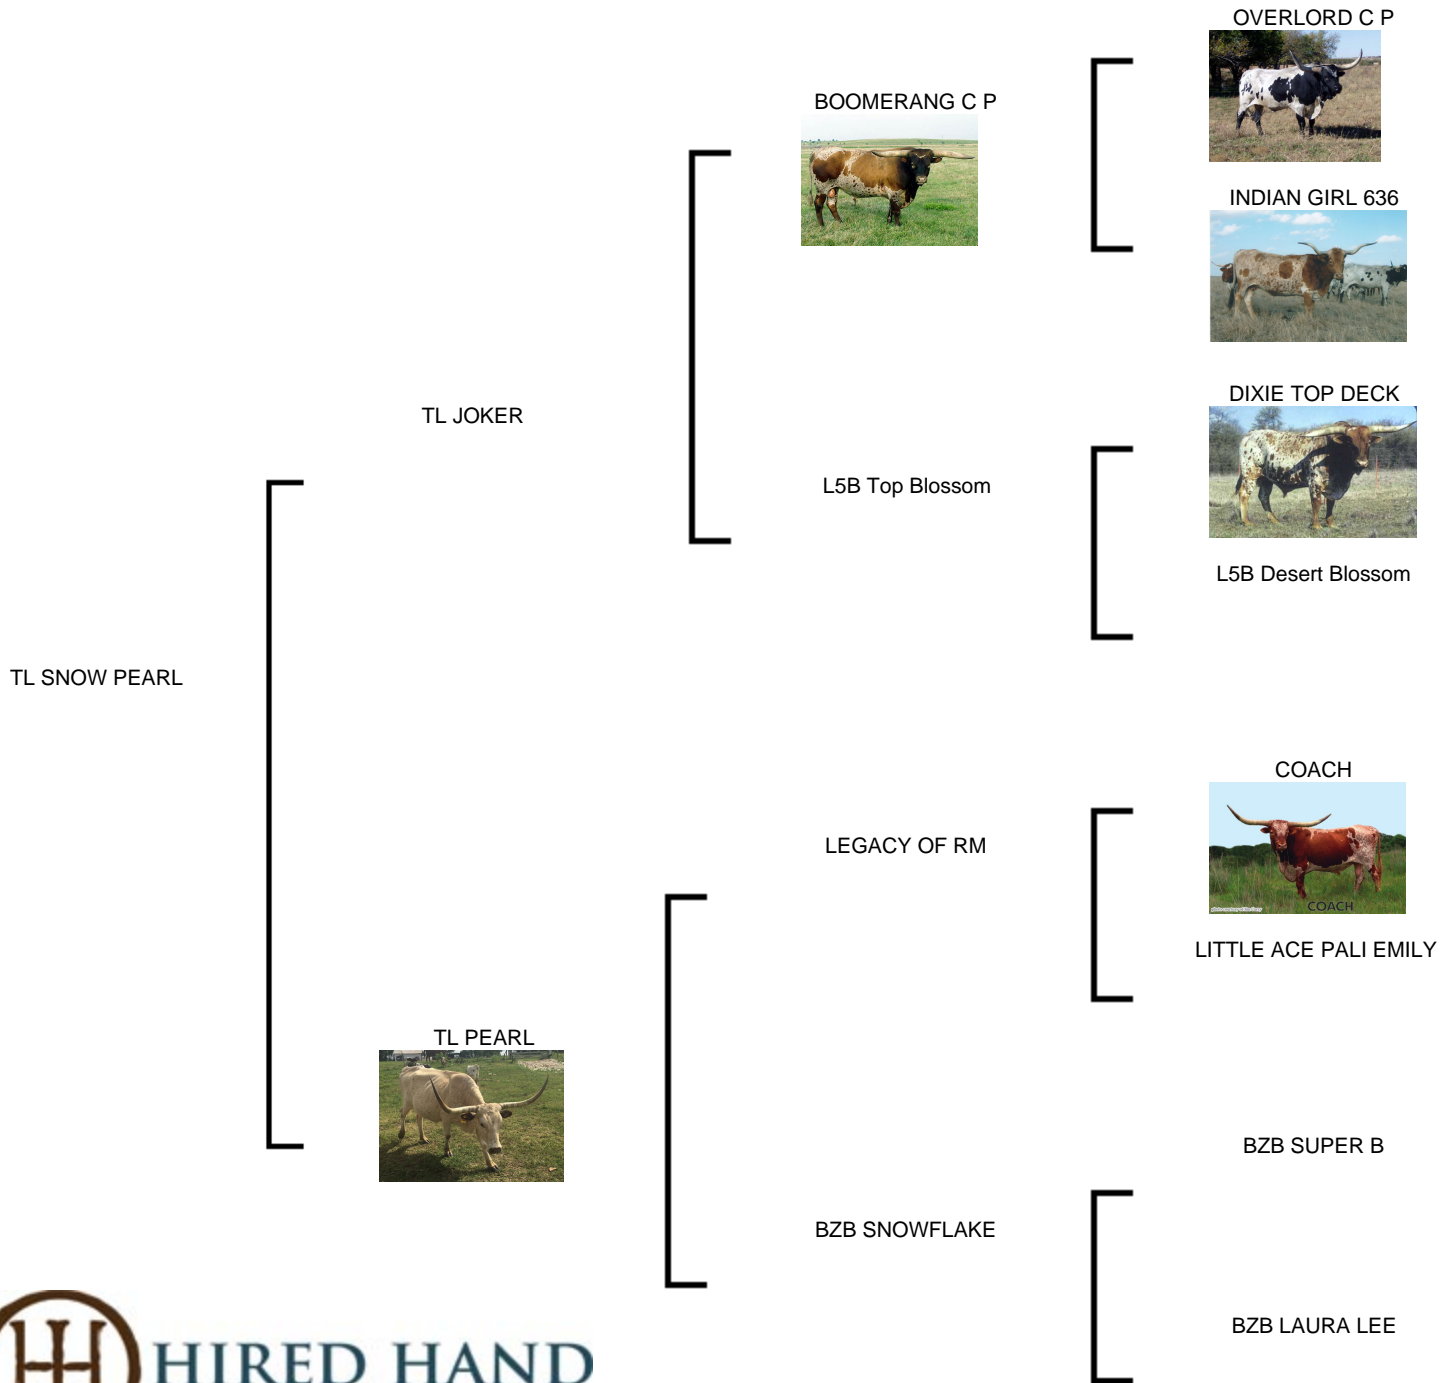 OVERLORD C P
BOOMERANG C P
INDIAN GIRL 636
DIXIE TOP DECK
TL JOKER
L5B Top Blossom
L5B Desert Blossom
TL SNOW PEARL
COACH
LEGACY OF RM
COACH
LITTLE ACE PALI EMILY
TL PEARL
BZB SUPER B
BZB SNOWFLAKE
BZB LAURA LEE
HIRED HAND